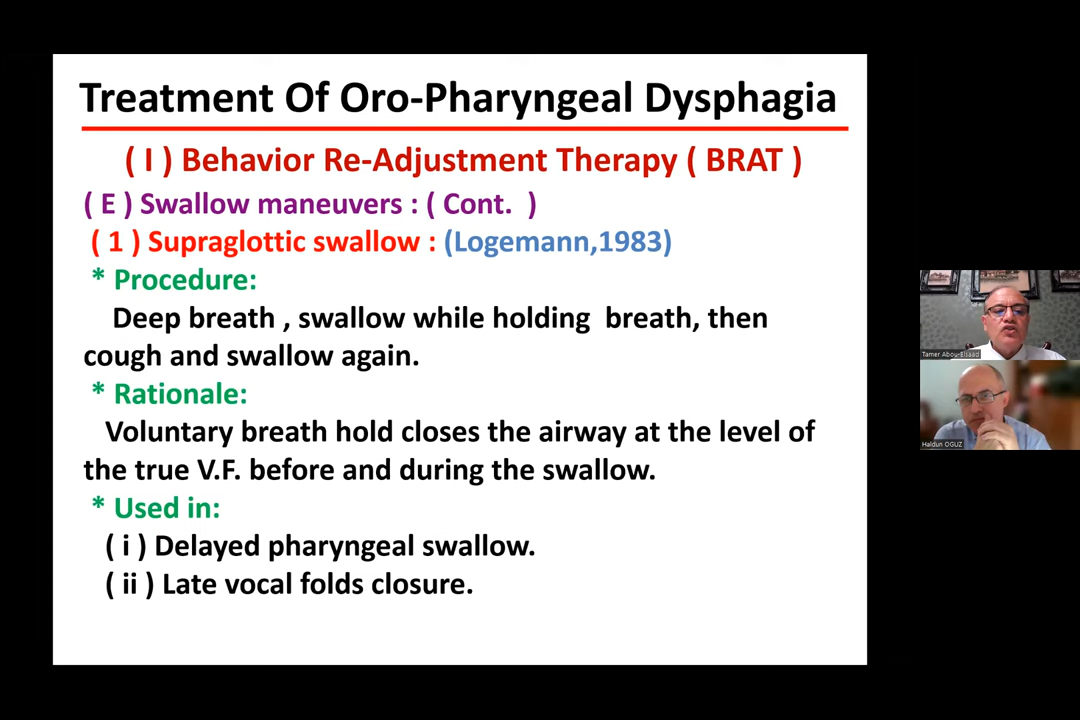 Treatment Of Oro-Pharyngeal Dysphagia
( I ) Behavior Re-Adjustment Therapy ( BRAT )
( E ) Swallow maneuvers : ( Cont. )
( 1 ) Supraglottic swallow : (Logemann,1983)
* Procedure:
Deep breath , swallow while holding breath, then
cough and swallow again.
* Rationale:
Voluntary breath hold closes the airway at the level of
the true V.F. before and during the swallow.
* Used in:
( i ) Delayed pharyngeal swallow.
( ii ) Late vocal folds closure.
Tamer Abou-Elsaad
Haldun OGUZ